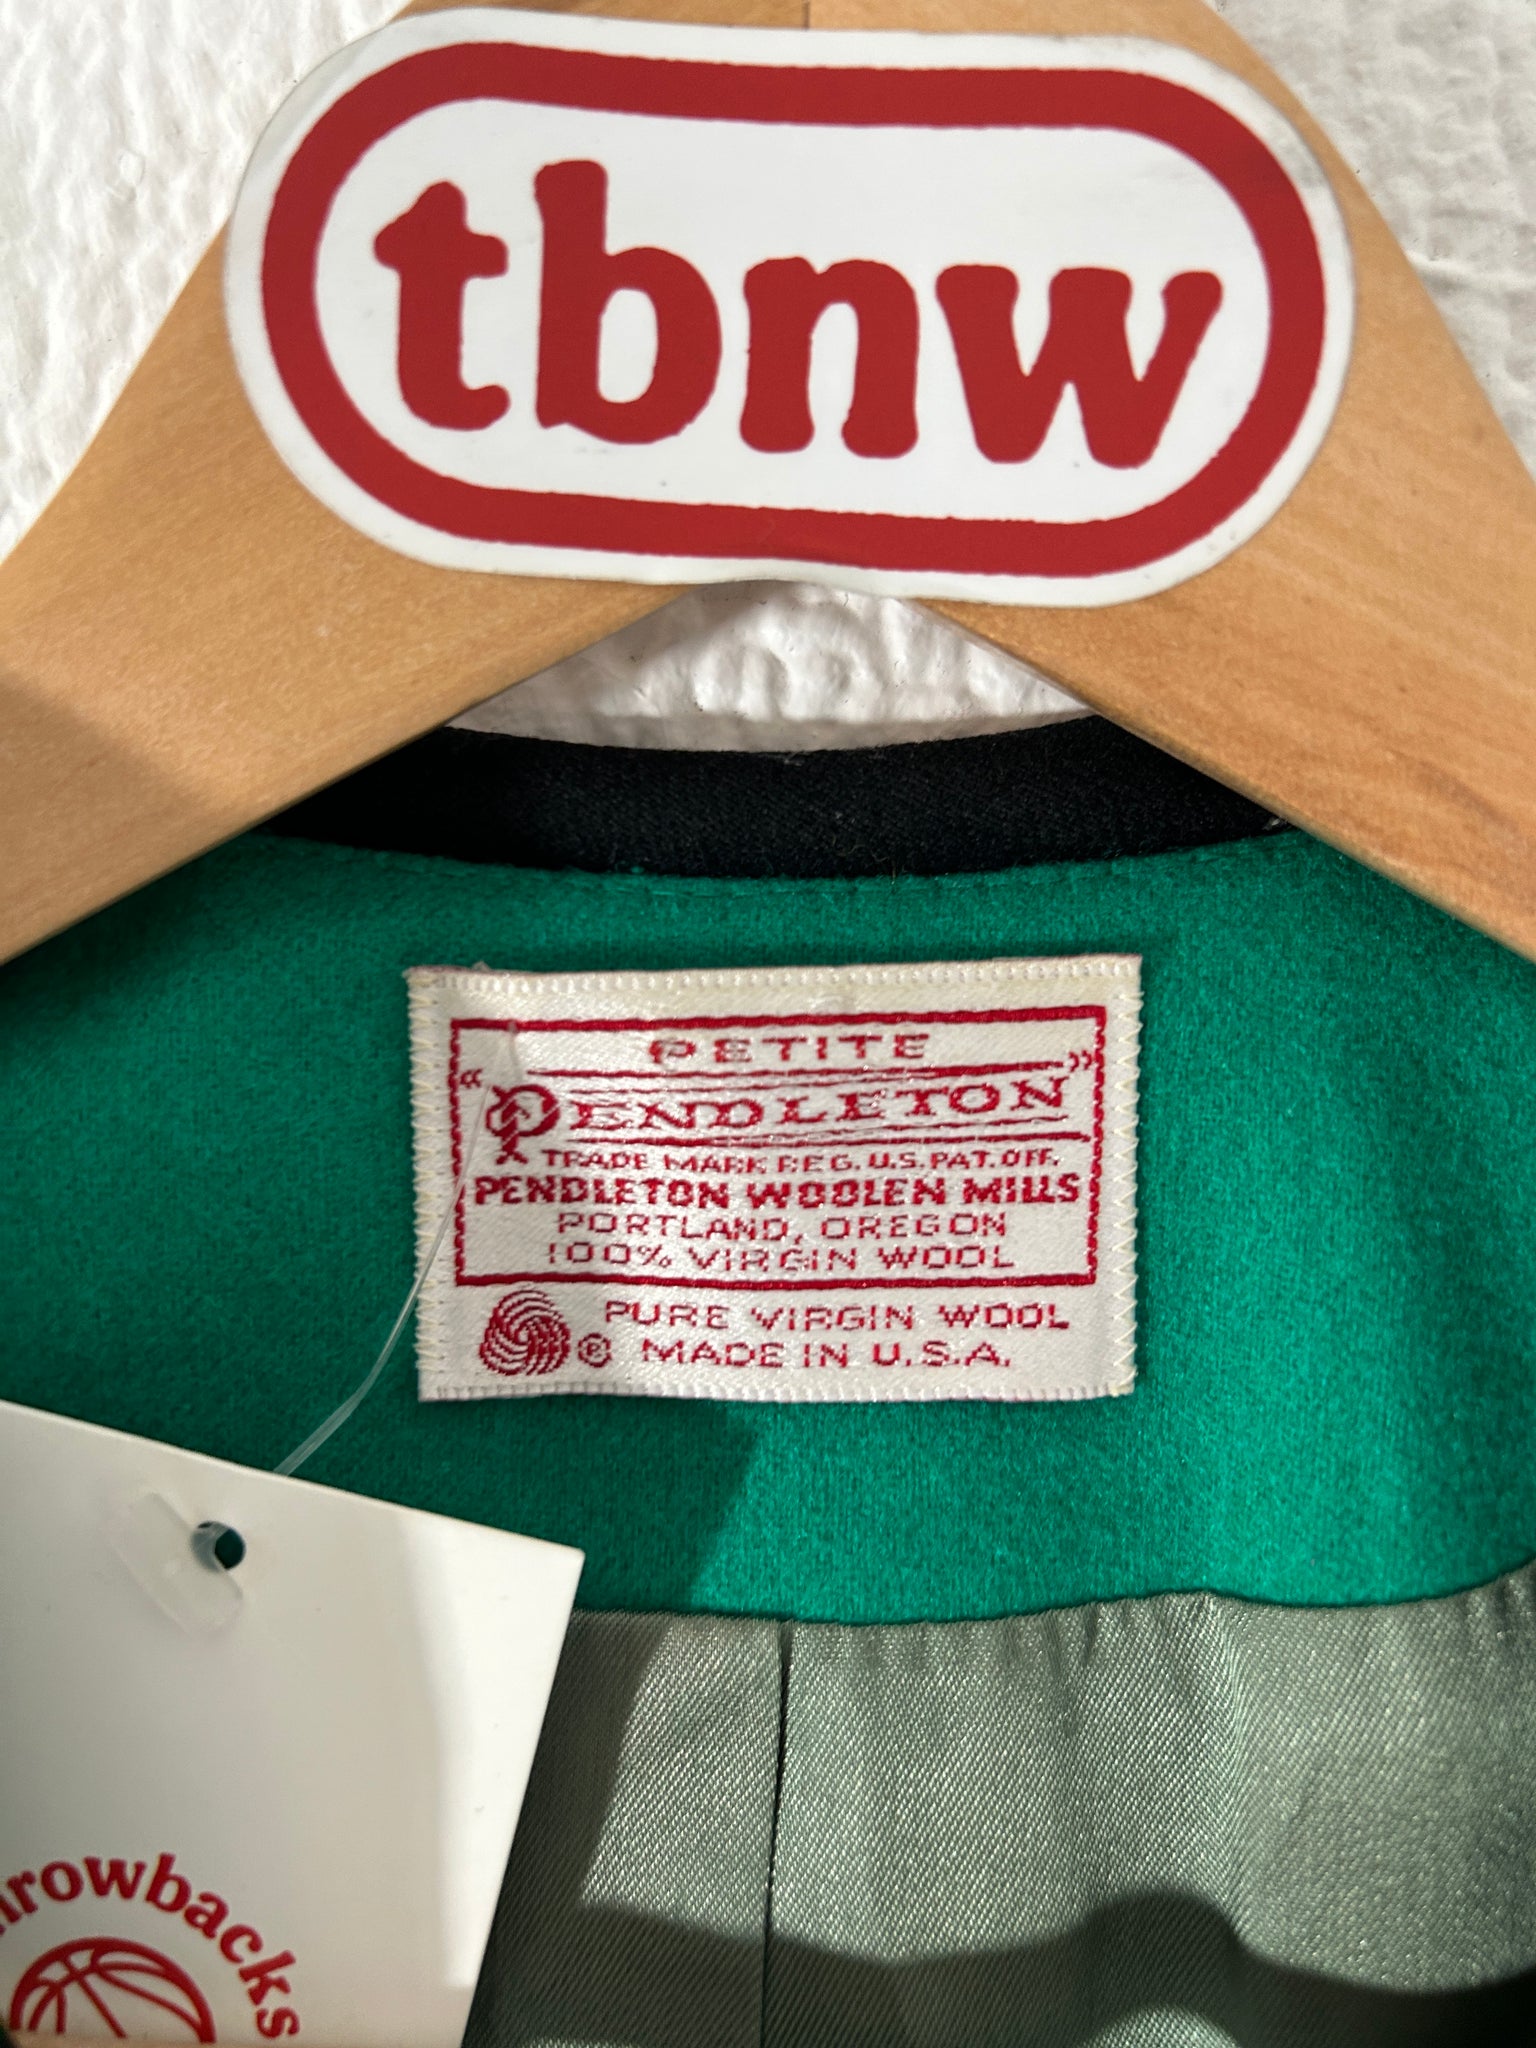 tbnw
PETITE
"PENDLETON"
TRADE MARK REG. U.S. PAT. OFF.
PENDLETON WOOLEN MILLS
PORTLAND, OREGON
100% VIRGIN WOOL
PURE VIRGIN WOOL
® MADE IN U.S.A.
hrowbacks